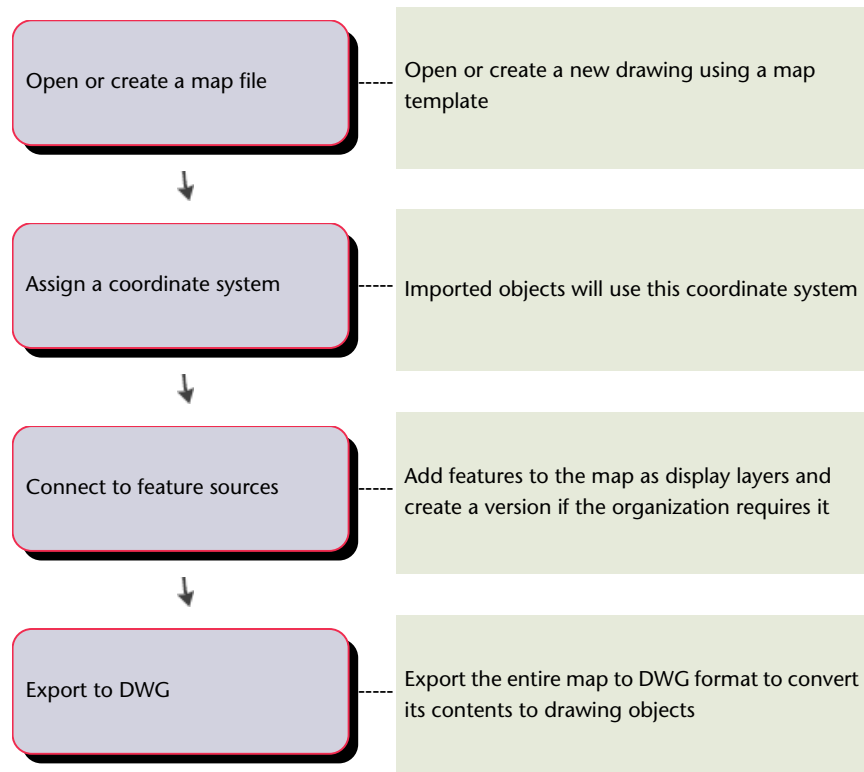 Open or create a map file
Open or create a new drawing using a map
template
Assign a coordinate system
Imported objects will use this coordinate system
Connect to feature sources
Add features to the map as display layers and
create a version if the organization requires it
Export to DWG
Export the entire map to DWG format to convert
its contents to drawing objects